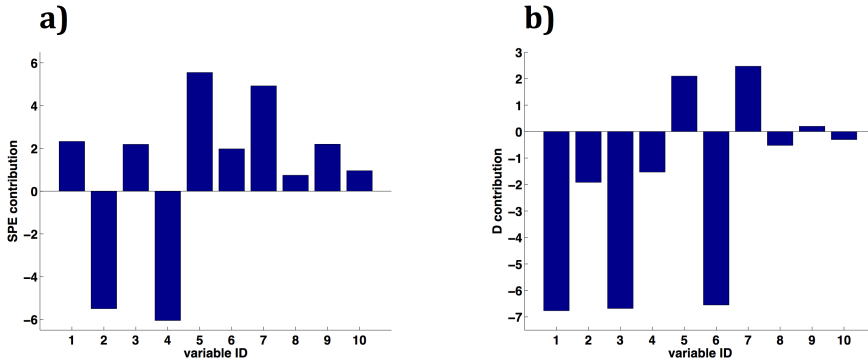 a)
SPE contribution
6
4
2
0
−2
−4
−6
1 2 3 4 5 6 7 8 9 10
variable ID
b)
D contribution
3
2
1
0
−1
−2
−3
−4
−5
−6
−7
1 2 3 4 5 6 7 8 9 10
variable ID